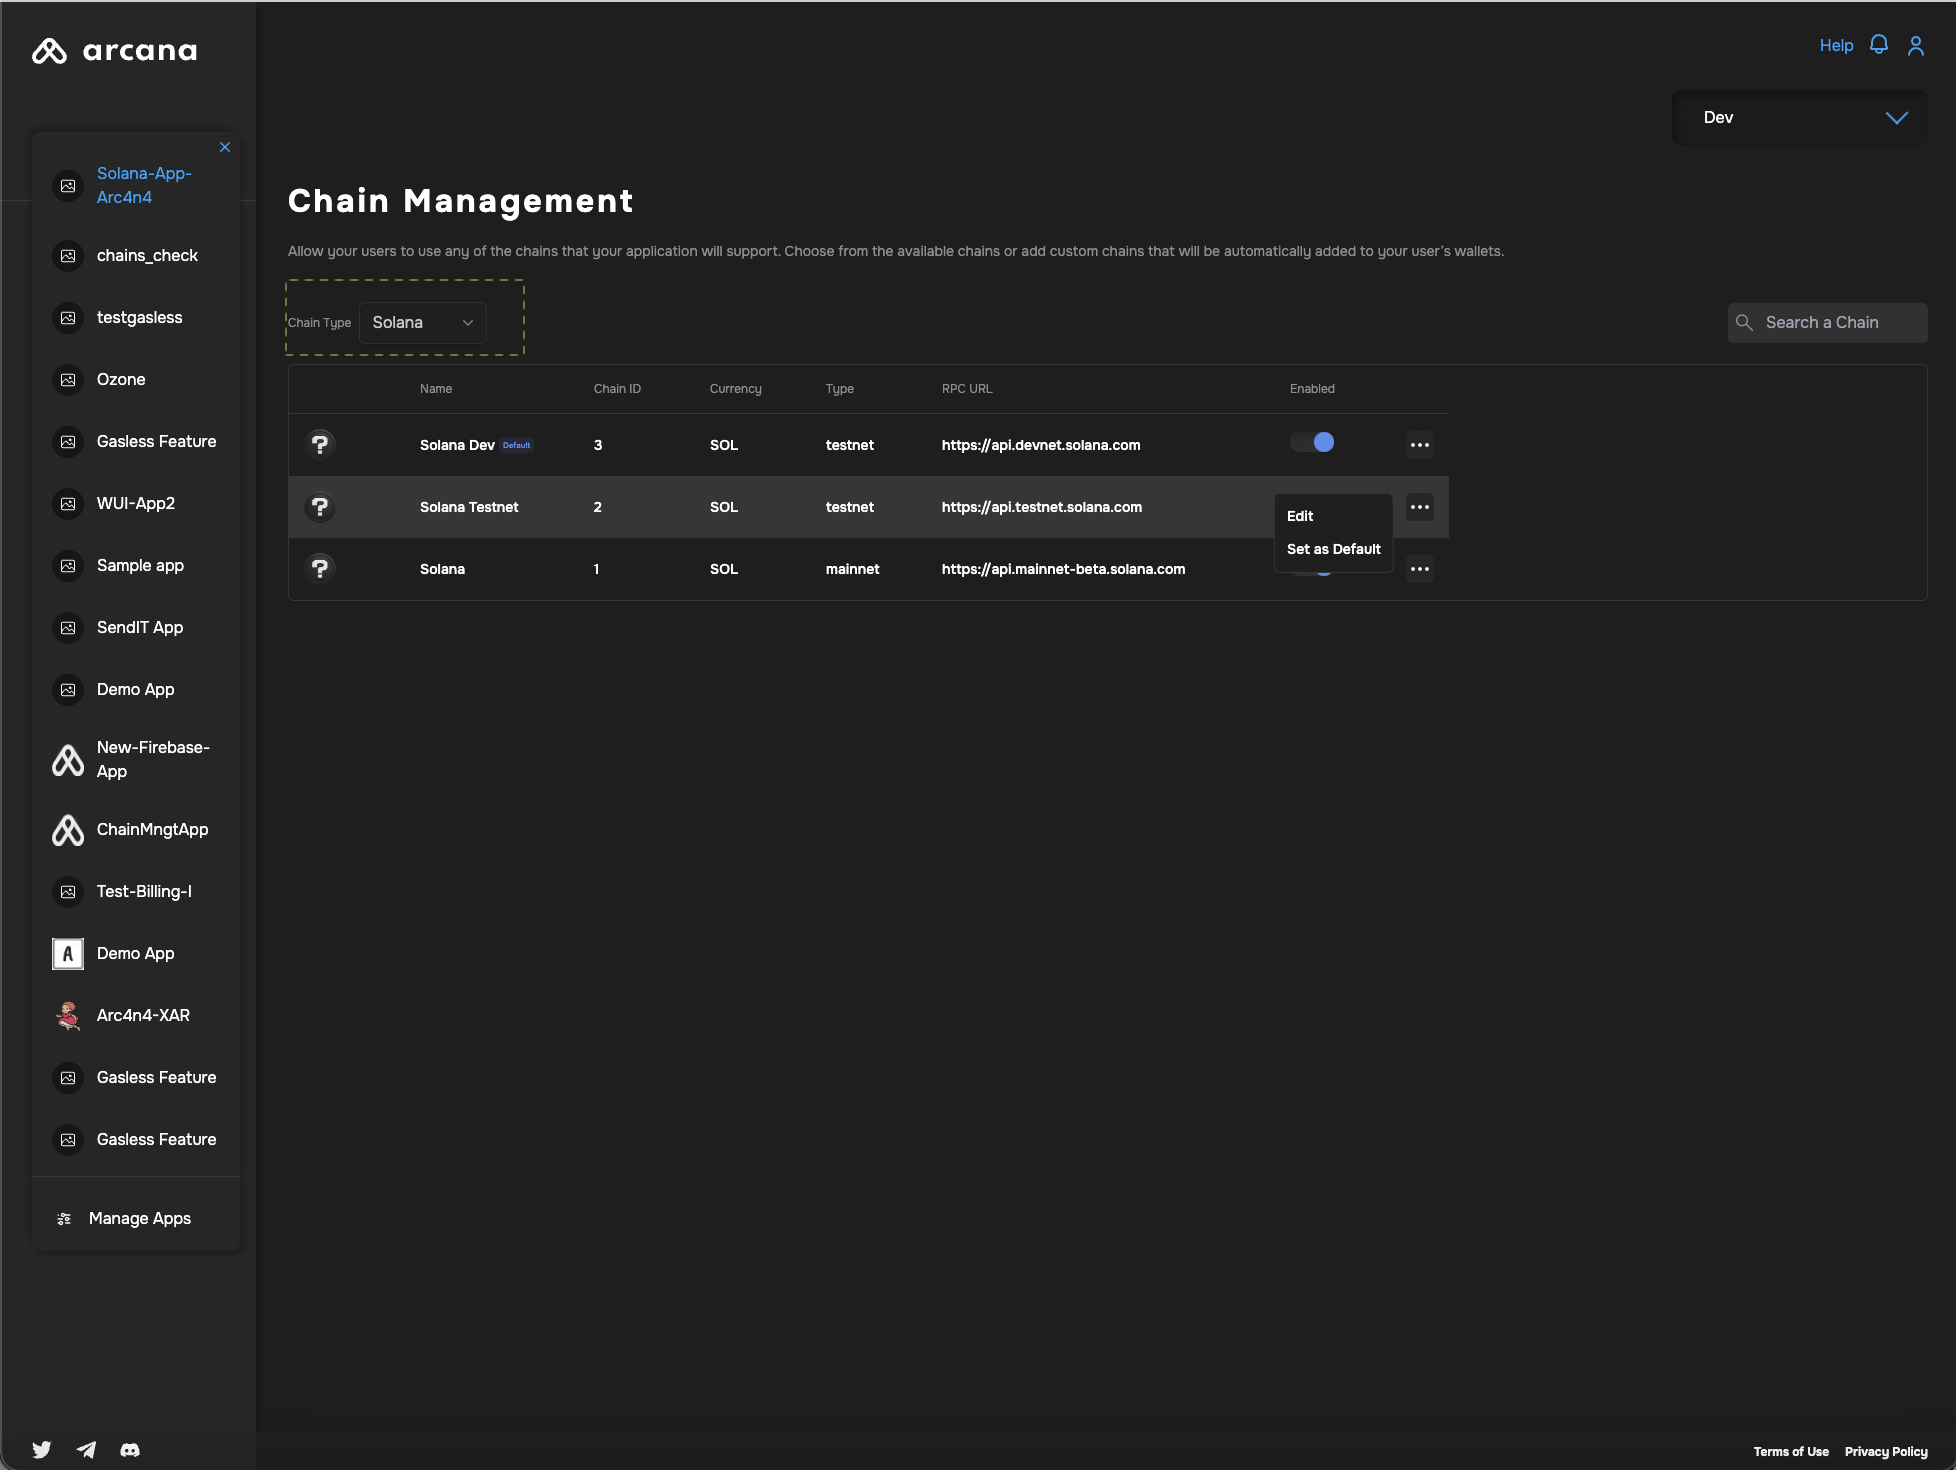 arcana
Help
Dev
Solana-App-
Arc4n4
chains_check
testgasless
Ozone
Gasless Feature
WUI-App2
Sample app
SendIT App
Demo App
New-Firebase-
App
ChainMngtApp
Test-Billing-I
A
Demo App
Arc4n4-XAR
Gasless Feature
Gasless Feature
Manage Apps
Chain Management
Allow your users to use any of the chains that your application will support. Choose from the available chains or add custom chains that will be automatically added to your user’s wallets.
Chain Type Solana
Search a Chain
Name Chain ID Currency Type RPC URL Enabled
? Solana Dev Default 3 SOL testnet https://api.devnet.solana.com
? Solana Testnet 2 SOL testnet https://api.testnet.solana.com
Edit
Set as Default
? Solana 1 SOL mainnet https://api.mainnet-beta.solana.com
Terms of Use Privacy Policy